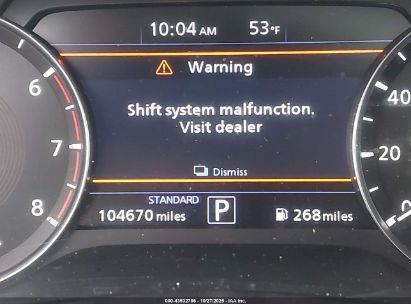 10:04 AM 53°F
Warning
Shift system malfunction.
Visit dealer
Dismiss
STANDARD
104670 miles P 268 miles
6
7
8
40
20
0